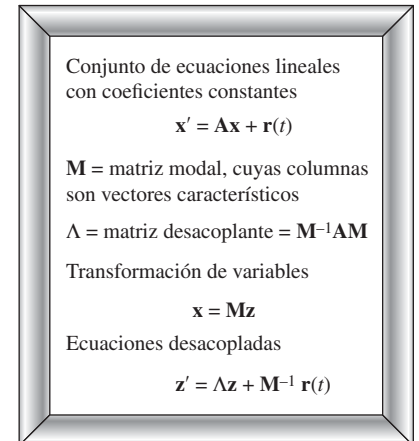 Conjunto de ecuaciones lineales
con coeficientes constantes
x′ = Ax + r(t)
M = matriz modal, cuyas columnas
son vectores característicos
Λ = matriz desacoplante = M⁻¹AM
Transformación de variables
x = Mz
Ecuaciones desacopladas
z′ = Λz + M⁻¹ r(t)